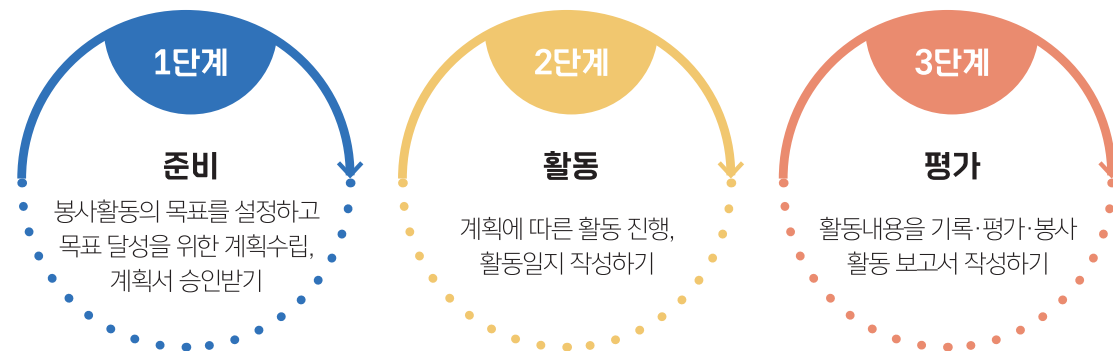 1단계
준비
봉사활동의 목표를 설정하고
목표 달성을 위한 계획수립,
계획서 승인받기
2단계
활동
계획에 따른 활동 진행,
활동일지 작성하기
3단계
평가
활동내용을 기록·평가·봉사
활동 보고서 작성하기